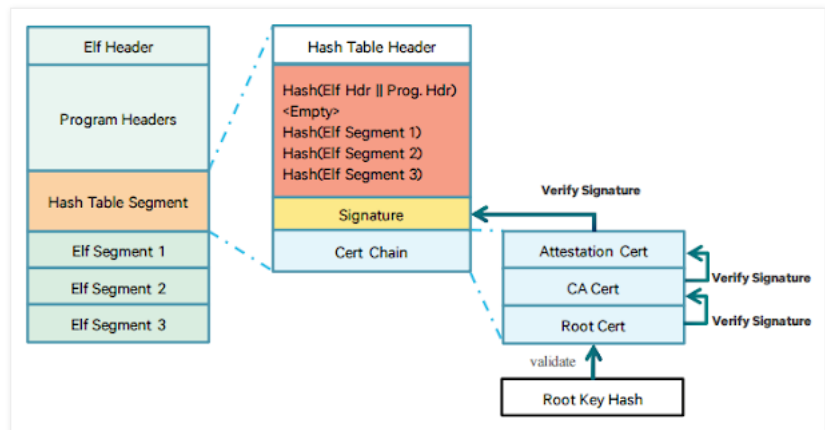 Elf Header
Program Headers
Hash Table Segment
Elf Segment 1
Elf Segment 2
Elf Segment 3
Hash Table Header
Hash(Elf Hdr || Prog. Hdr)
<Empty>
Hash(Elf Segment 1)
Hash(Elf Segment 2)
Hash(Elf Segment 3)
Signature
Cert Chain
Verify Signature
Attestation Cert
CA Cert
Root Cert
Verify Signature
Verify Signature
validate
Root Key Hash